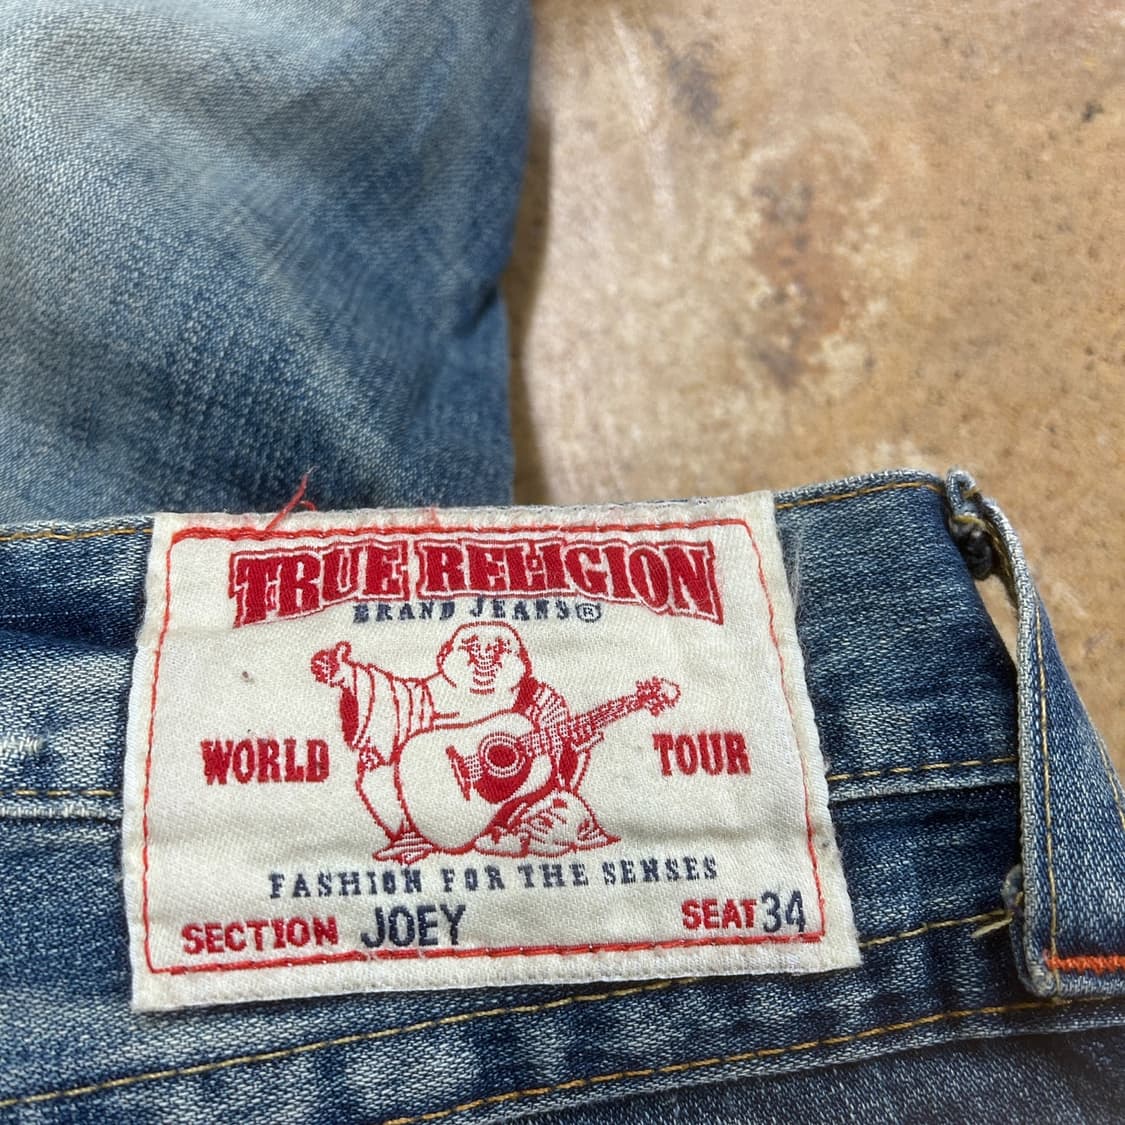 TRUE RELIGION
BRAND JEANS®
WORLD TOUR
FASHION FOR THE SENSES
SECTION JOEY SEAT 34